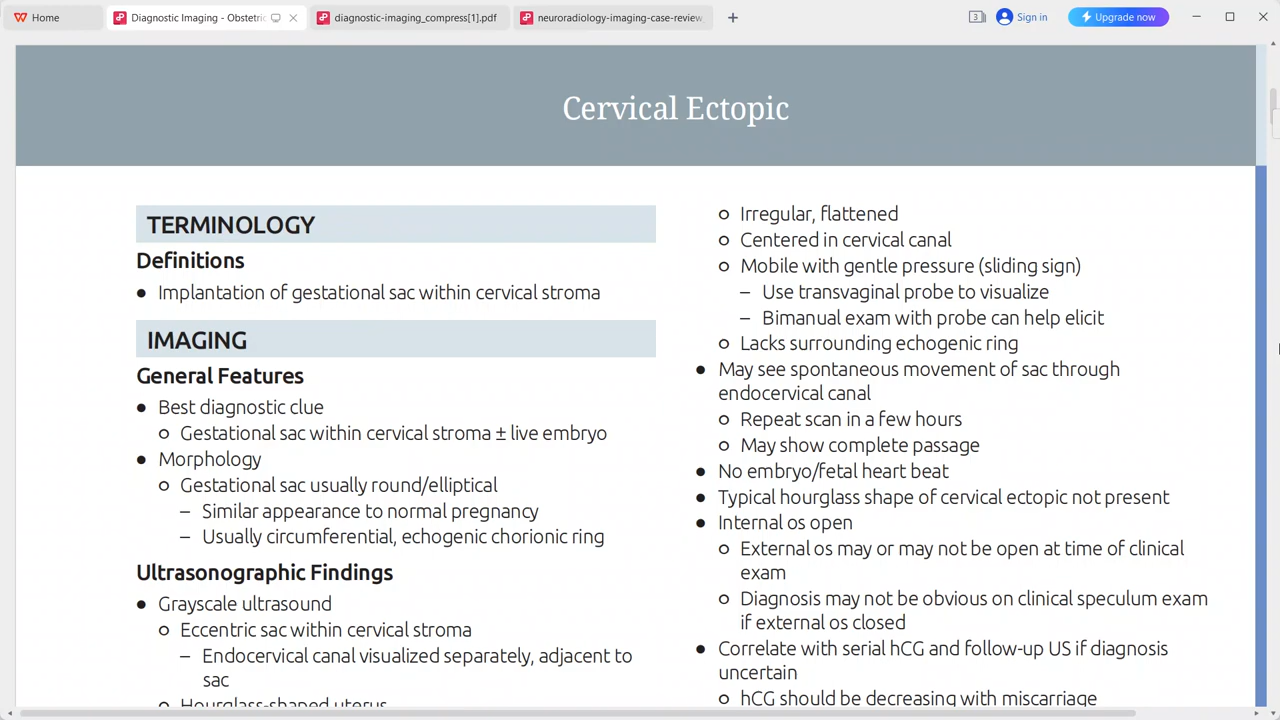 Home
Diagnostic Imaging - Obstetric
diagnostic-imaging_compress[1].pdf
neuroradiology-imaging-case-review
3
Sign in
Upgrade now
Cervical Ectopic
TERMINOLOGY
Definitions
● Implantation of gestational sac within cervical stroma
IMAGING
General Features
● Best diagnostic clue
○ Gestational sac within cervical stroma ± live embryo
● Morphology
○ Gestational sac usually round/elliptical
– Similar appearance to normal pregnancy
– Usually circumferential, echogenic chorionic ring
Ultrasonographic Findings
● Grayscale ultrasound
○ Eccentric sac within cervical stroma
– Endocervical canal visualized separately, adjacent to
sac
○ Hourglass-shaped uterus
○ Irregular, flattened
○ Centered in cervical canal
○ Mobile with gentle pressure (sliding sign)
– Use transvaginal probe to visualize
– Bimanual exam with probe can help elicit
○ Lacks surrounding echogenic ring
● May see spontaneous movement of sac through
endocervical canal
○ Repeat scan in a few hours
○ May show complete passage
● No embryo/fetal heart beat
● Typical hourglass shape of cervical ectopic not present
● Internal os open
○ External os may or may not be open at time of clinical
exam
○ Diagnosis may not be obvious on clinical speculum exam
if external os closed
● Correlate with serial hCG and follow-up US if diagnosis
uncertain
○ hCG should be decreasing with miscarriage